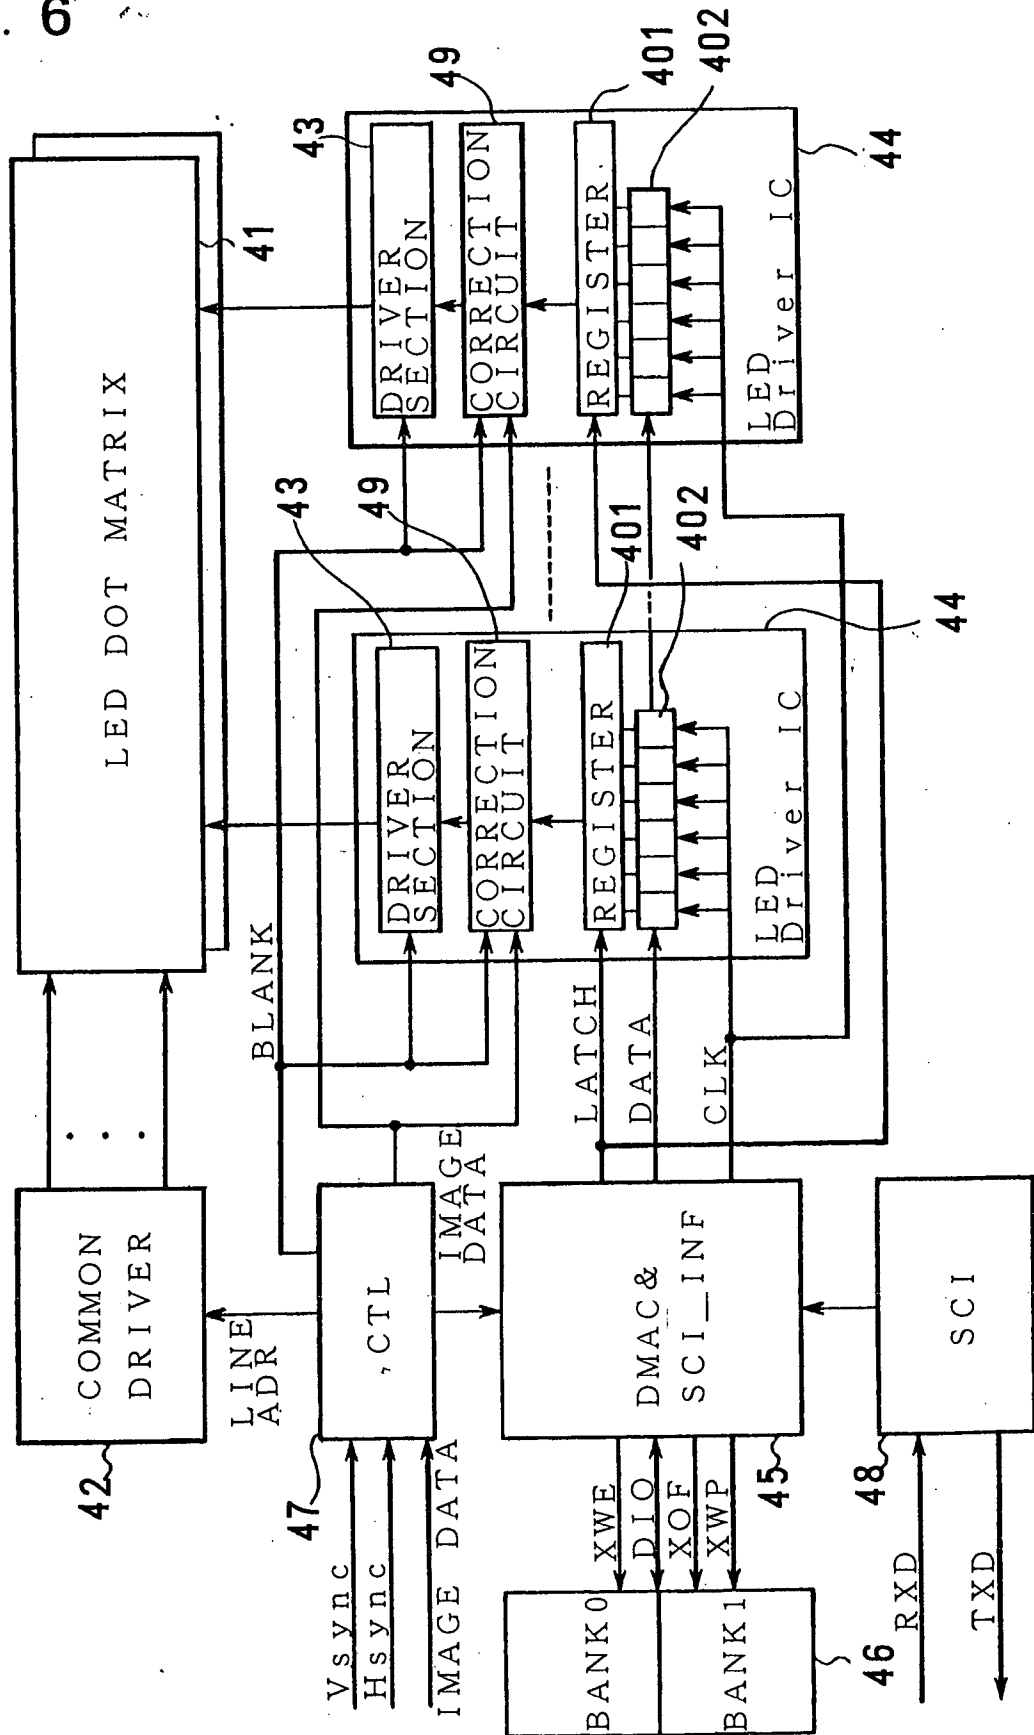 . 6
LED DOT MATRIX
41
COMMON
DRIVER
42
LINE
ADR
BLANK
43
DRIVER
SECTION
49
CORRECTION
CIRCUIT
401
REGISTER
402
LED
Driver IC
44
43
DRIVER
SECTION
49
CORRECTION
CIRCUIT
401
REGISTER
402
LED
Driver IC
44
47
CTL
Vsync
Hsync
IMAGE DATA
IMAGE
DATA
LATCH
DATA
CLK
DMAC&
SCI_INF
45
XWE
DIO
XOF
XWP
BANK0
BANK1
46
SCI
48
RXD
TXD